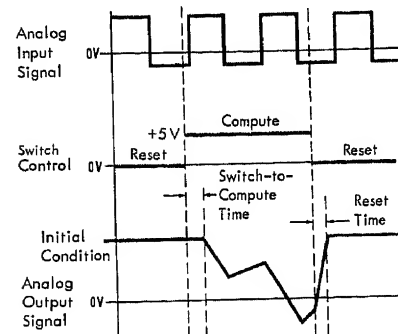 Analog
Input
Signal
0V
Compute
+5V
Switch
Control
0V
Reset
Reset
Switch-to-
Compute
Time
Reset
Time
Initial
Condition
Analog
Output
Signal
0V